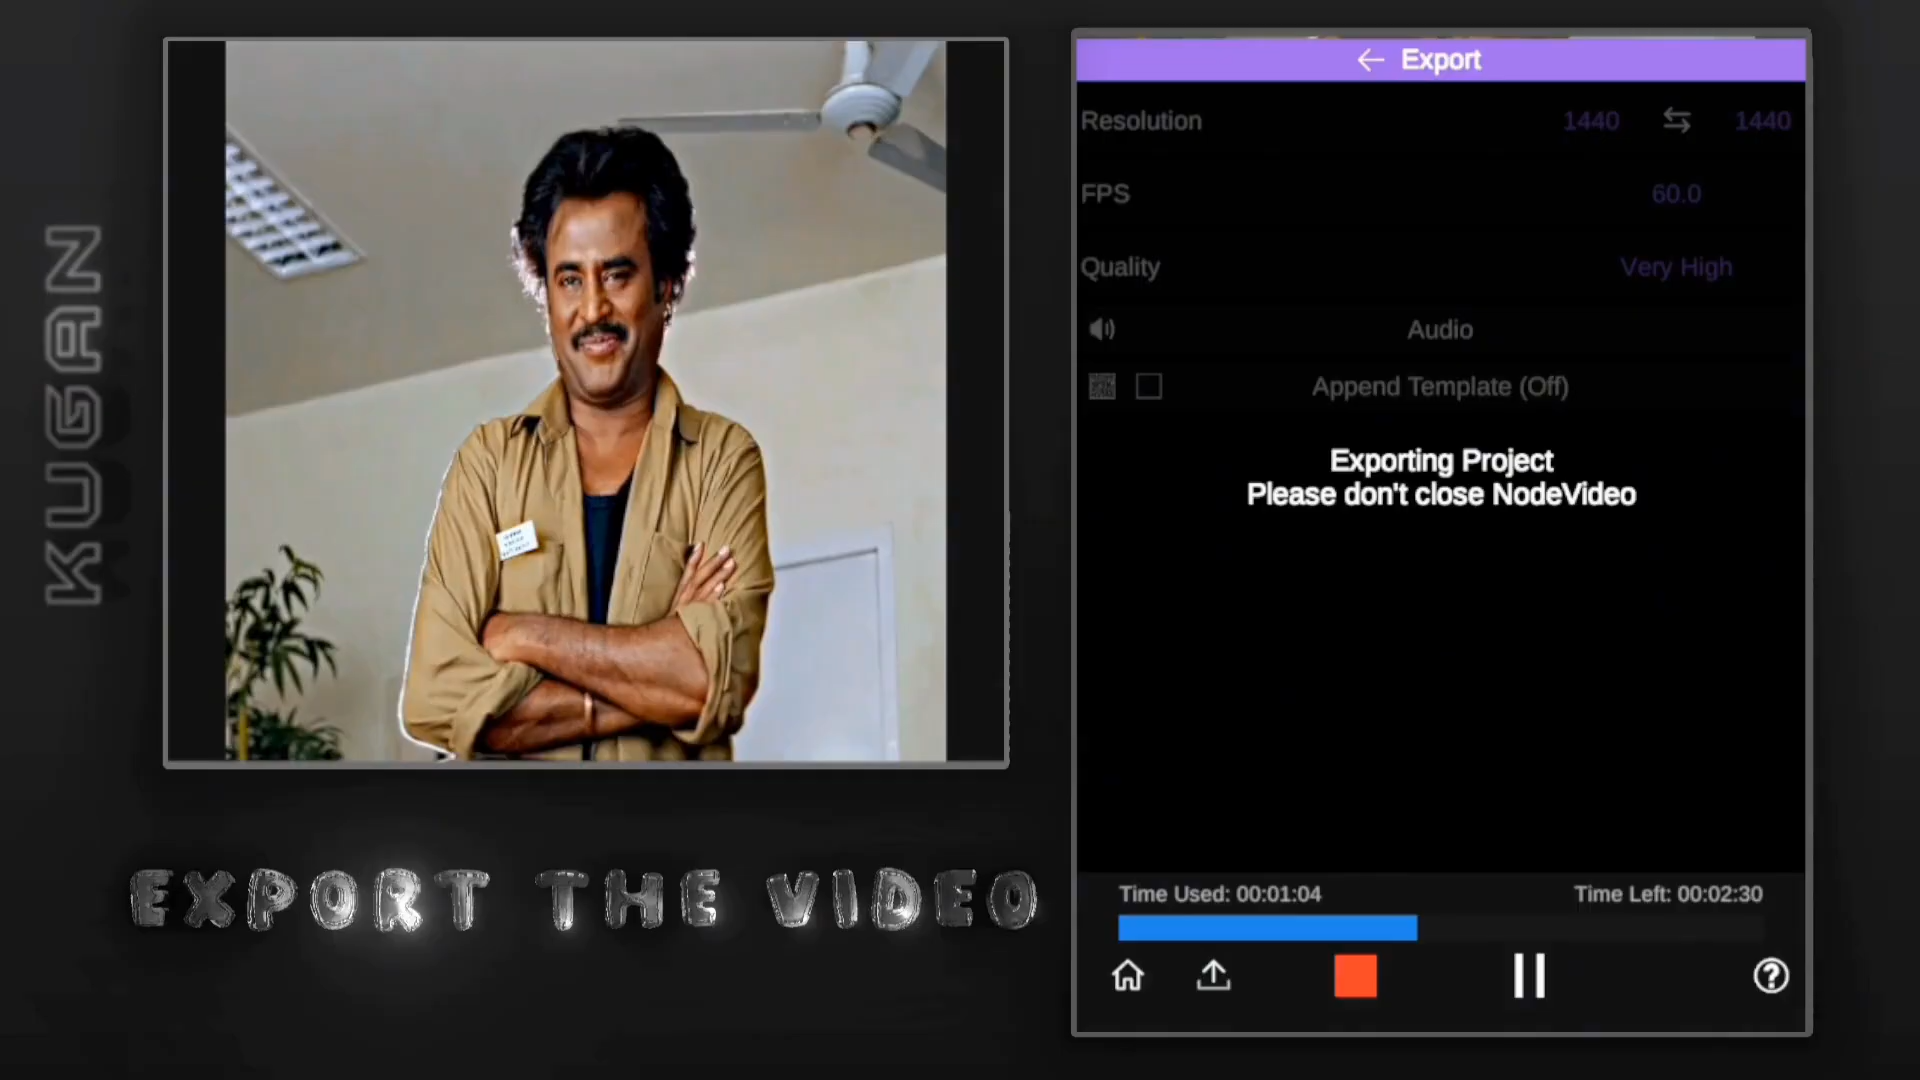 KUGAN
EXPORT THE VIDEO
Export
Resolution 1440 1440
FPS 60.0
Quality Very High
Audio
Append Template (Off)
Exporting Project
Please don't close NodeVideo
Time Used: 00:01:04 Time Left: 00:02:30